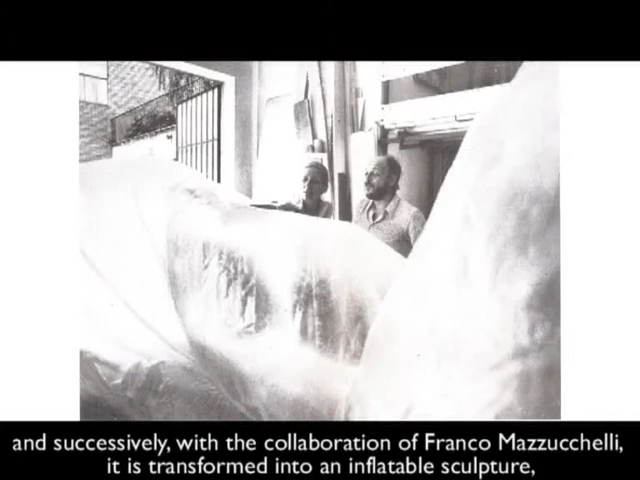 and successively, with the collaboration of Franco Mazzucchelli,
it is transformed into an inflatable sculpture,